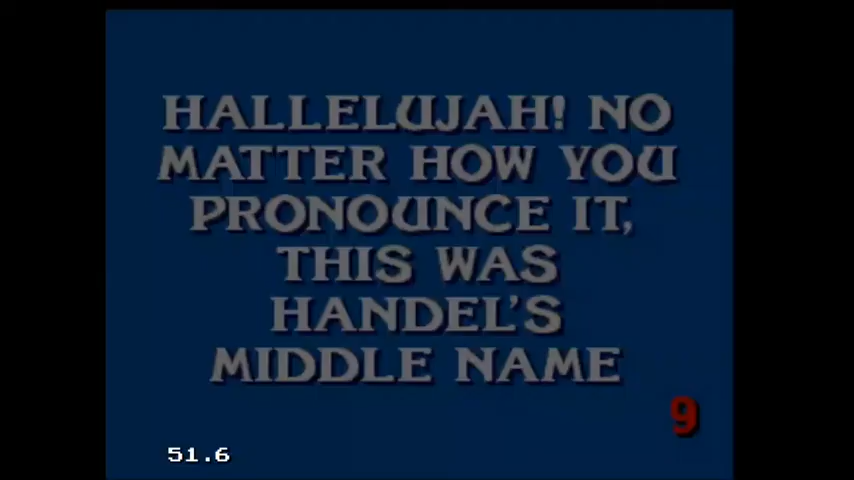 HALLELUJAH! NO
MATTER HOW YOU
PRONOUNCE IT,
THIS WAS
HANDEL'S
MIDDLE NAME
9
51.6